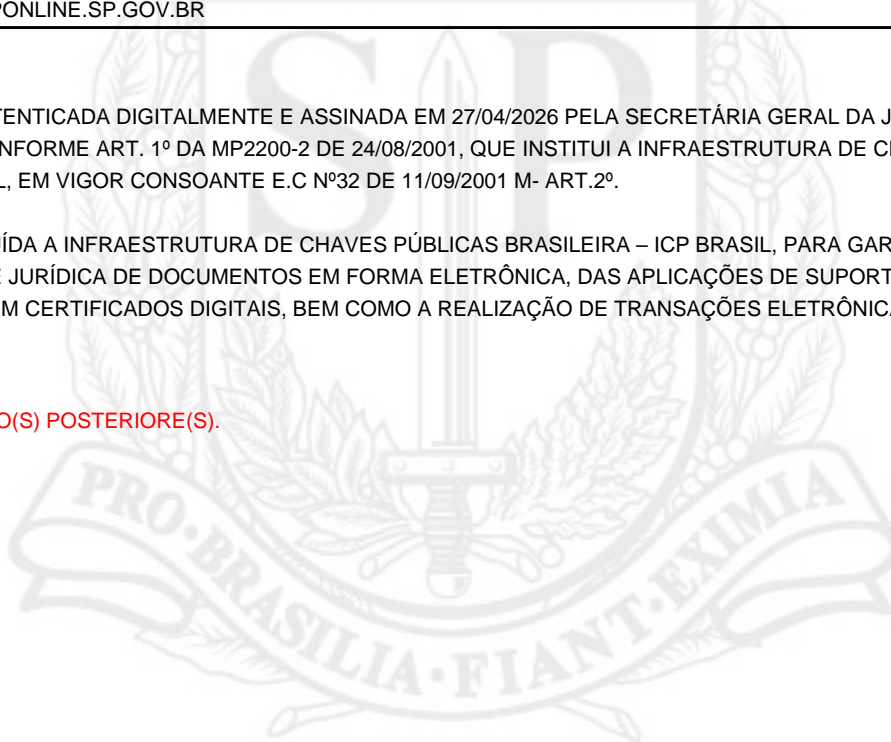 PONLINE.SP.GOV.BR
TENTICADA DIGITALMENTE E ASSINADA EM 27/04/2026 PELA SECRETÁRIA GERAL DA J
NFORME ART. 1º DA MP2200-2 DE 24/08/2001, QUE INSTITUI A INFRAESTRUTURA DE C
L, EM VIGOR CONSOANTE E.C Nº32 DE 11/09/2001 M- ART.2º.
ÍDA A INFRAESTRUTURA DE CHAVES PÚBLICAS BRASILEIRA – ICP BRASIL, PARA GAR
E JURÍDICA DE DOCUMENTOS EM FORMA ELETRÔNICA, DAS APLICAÇÕES DE SUPORT
M CERTIFICADOS DIGITAIS, BEM COMO A REALIZAÇÃO DE TRANSAÇÕES ELETRÔNICA
O(S) POSTERIORE(S).
SP
PRO·BRASILIA·FIANT·EXIMIA